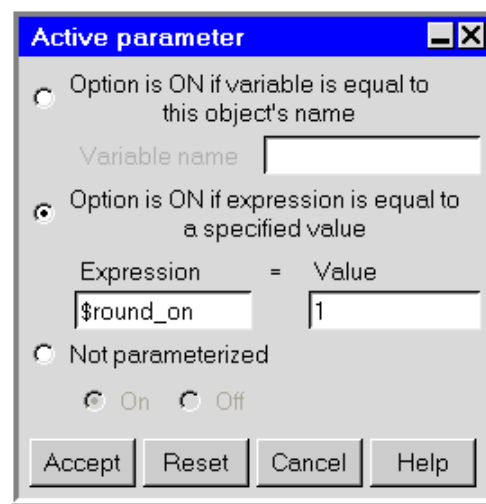 Active parameter
Option is ON if variable is equal to
this object's name
Variable name
Option is ON if expression is equal to
a specified value
Expression = Value
$round_on 1
Not parameterized
On Off
Accept Reset Cancel Help